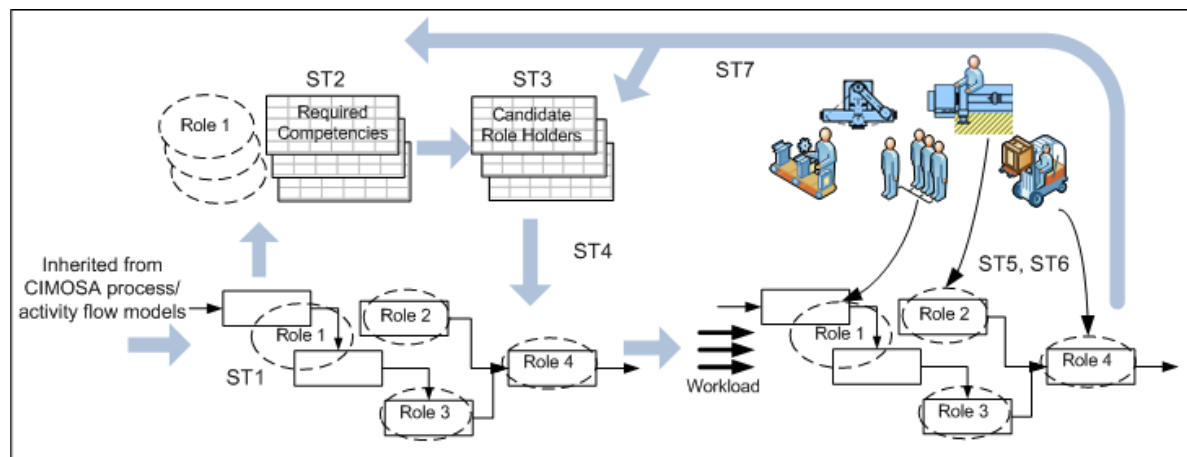 ST2
ST3
ST7
Role 1
Required
Competencies
Candidate
Role Holders
ST4
ST5, ST6
Inherited from
CIMOSA process/
activity flow models
Role 1
Role 2
Role 3
Role 4
ST1
Workload
Role 1
Role 2
Role 3
Role 4